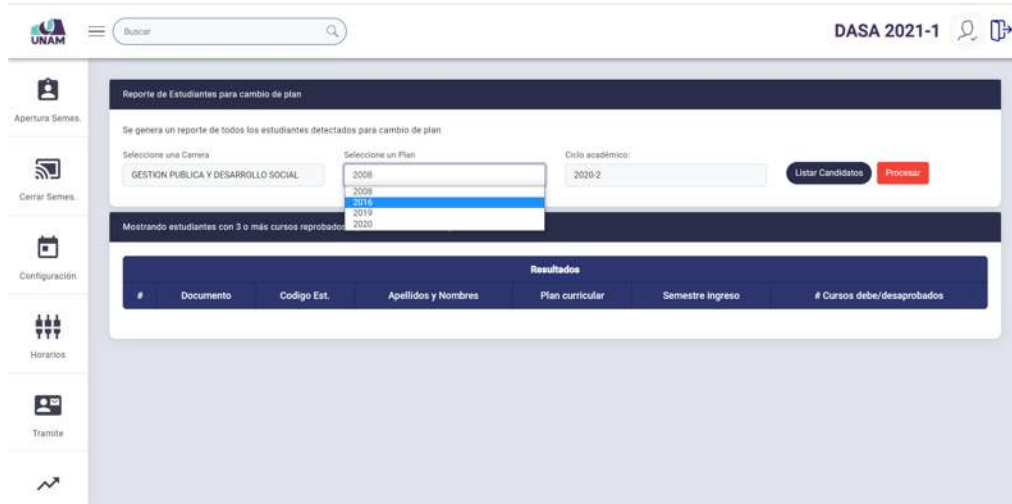 UNAM
Buscar
DASA 2021-1
Apertura Semes.
Cerrar Semes.
Configuración
Horarios
Tramite
Reporte de Estudiantes para cambio de plan
Se genera un reporte de todos los estudiantes detectados para cambio de plan
Seleccione una Carrera
Seleccione un Plan
Ciclo académico:
GESTION PUBLICA Y DESARROLLO SOCIAL
2008
2020-2
Listar Candidatos
Procesar
2008
2016
2019
2020
Mostrando estudiantes con 3 o más cursos reprobados
Resultados
# Documento Codigo Est. Apellidos y Nombres Plan curricular Semestre ingreso # Cursos debe/desaprobados